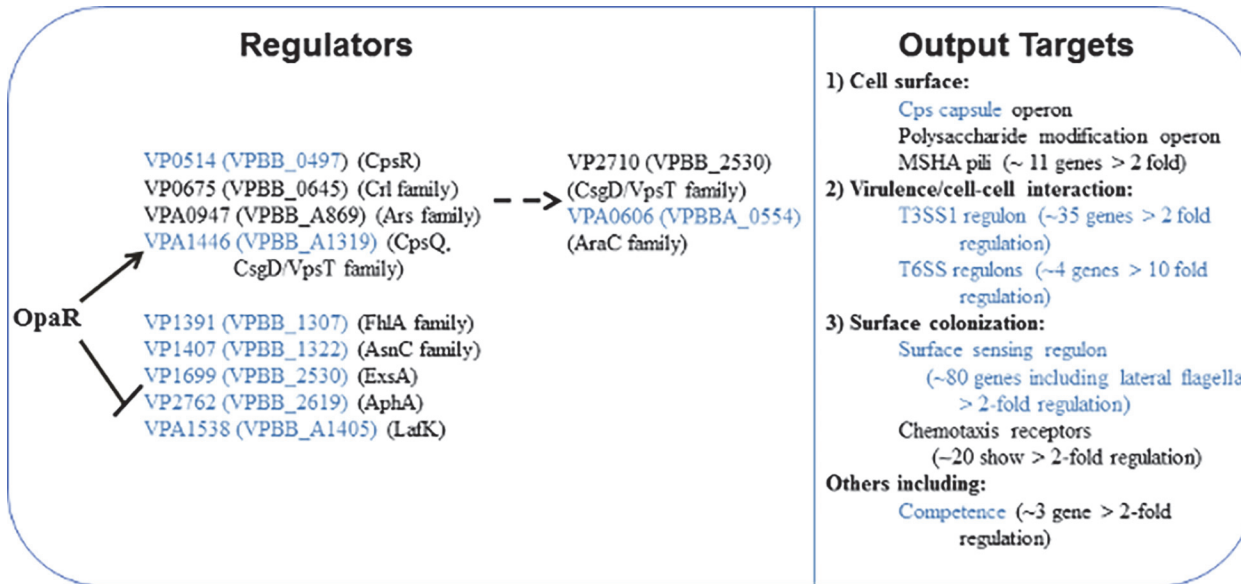 Regulators
OpaR
VP0514 (VPBB_0497) (CpsR)
VP0675 (VPBB_0645) (Crl family)
VPA0947 (VPBB_A869) (Ars family)
VPA1446 (VPBB_A1319) (CpsQ,
CsgD/VpsT family)
VP2710 (VPBB_2530)
(CsgD/VpsT family)
VPA0606 (VPBBA_0554)
(AraC family)
VP1391 (VPBB_1307) (FhlA family)
VP1407 (VPBB_1322) (AsnC family)
VP1699 (VPBB_2530) (ExsA)
VP2762 (VPBB_2619) (AphA)
VPA1538 (VPBB_A1405) (LafK)
Output Targets
1) Cell surface:
Cps capsule operon
Polysaccharide modification operon
MSHA pili (~ 11 genes > 2 fold)
2) Virulence/cell-cell interaction:
T3SS1 regulon (~35 genes > 2 fold
regulation)
T6SS regulons (~4 genes > 10 fold
regulation)
3) Surface colonization:
Surface sensing regulon
(~80 genes including lateral flagella
> 2-fold regulation)
Chemotaxis receptors
(~20 show > 2-fold regulation)
Others including:
Competence (~3 gene > 2-fold
regulation)